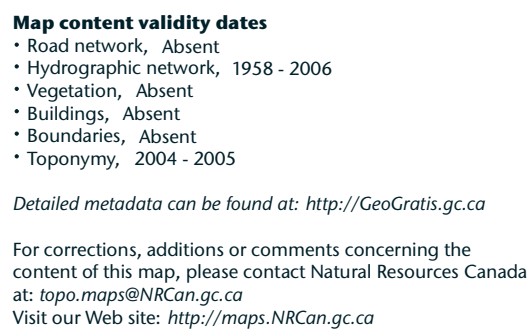 Map content validity dates
• Road network, Absent
• Hydrographic network, 1958 - 2006
• Vegetation, Absent
• Buildings, Absent
• Boundaries, Absent
• Toponymy, 2004 - 2005
Detailed metadata can be found at: http://GeoGratis.gc.ca
For corrections, additions or comments concerning the
content of this map, please contact Natural Resources Canada
at: topo.maps@NRCan.gc.ca
Visit our Web site: http://maps.NRCan.gc.ca